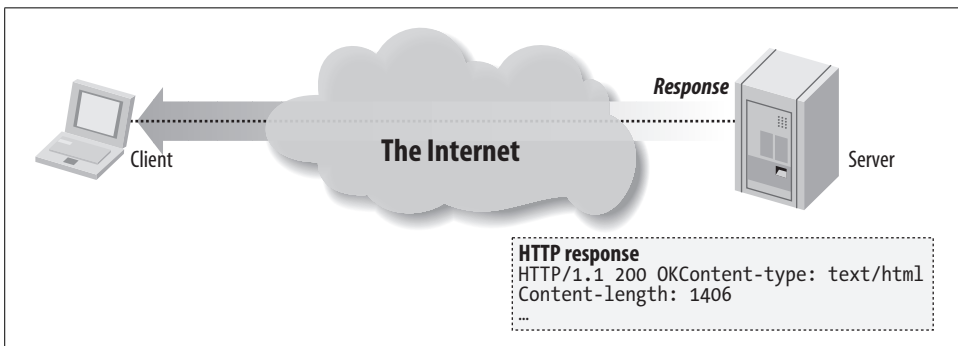 Response
Client
The Internet
Server
HTTP response
HTTP/1.1 200 OKContent-type: text/html
Content-length: 1406
…